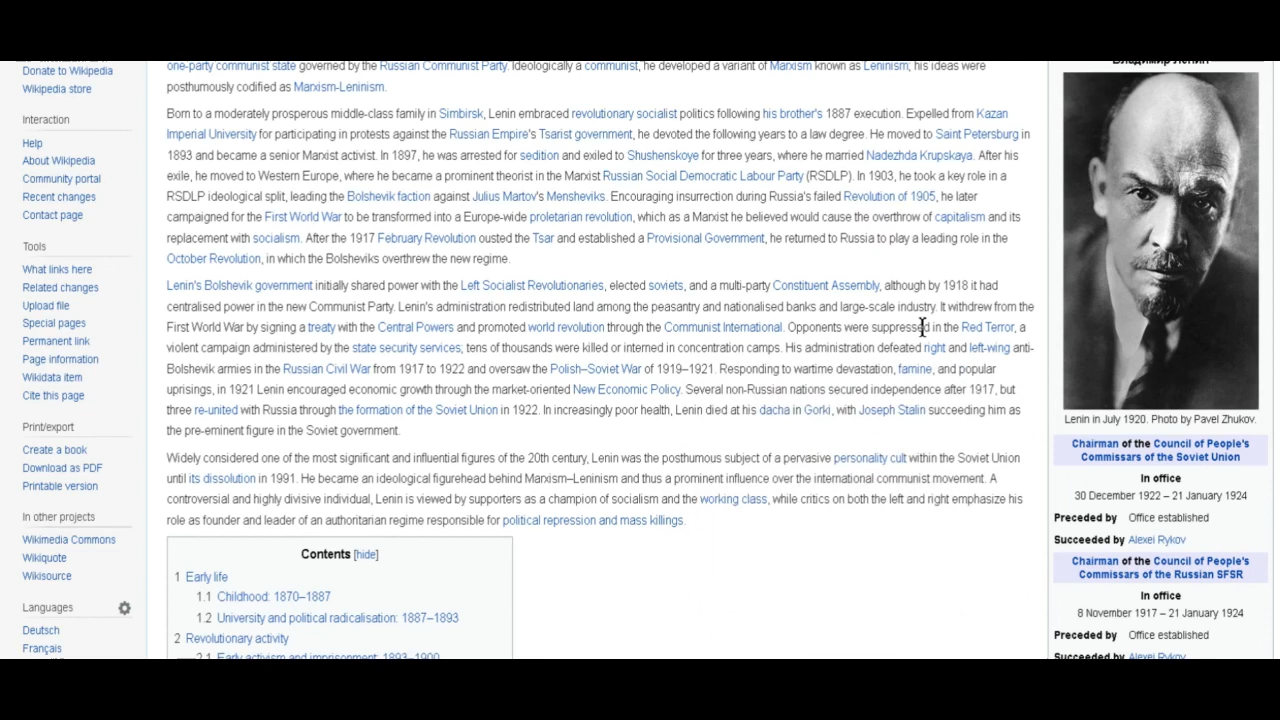 Donate to Wikipedia
Wikipedia store
Interaction
Help
About Wikipedia
Community portal
Recent changes
Contact page
Tools
What links here
Related changes
Upload file
Special pages
Permanent link
Page information
Wikidata item
Cite this page
Print/export
Create a book
Download as PDF
Printable version
In other projects
Wikimedia Commons
Wikiquote
Wikisource
Languages
Deutsch
Français
one-party communist state governed by the Russian Communist Party. Ideologically a communist, he developed a variant of Marxism known as Leninism; his ideas were
posthumously codified as Marxism-Leninism.
Born to a moderately prosperous middle-class family in Simbirsk, Lenin embraced revolutionary socialist politics following his brother's 1887 execution. Expelled from Kazan
Imperial University for participating in protests against the Russian Empire's Tsarist government, he devoted the following years to a law degree. He moved to Saint Petersburg in
1893 and became a senior Marxist activist. In 1897, he was arrested for sedition and exiled to Shushenskoye for three years, where he married Nadezhda Krupskaya. After his
exile, he moved to Western Europe, where he became a prominent theorist in the Marxist Russian Social Democratic Labour Party (RSDLP). In 1903, he took a key role in a
RSDLP ideological split, leading the Bolshevik faction against Julius Martov's Mensheviks. Encouraging insurrection during Russia's failed Revolution of 1905, he later
campaigned for the First World War to be transformed into a Europe-wide proletarian revolution, which as a Marxist he believed would cause the overthrow of capitalism and its
replacement with socialism. After the 1917 February Revolution ousted the Tsar and established a Provisional Government, he returned to Russia to play a leading role in the
October Revolution, in which the Bolsheviks overthrew the new regime.
Lenin's Bolshevik government initially shared power with the Left Socialist Revolutionaries, elected soviets, and a multi-party Constituent Assembly, although by 1918 it had
centralised power in the new Communist Party. Lenin's administration redistributed land among the peasantry and nationalised banks and large-scale industry. It withdrew from the
First World War by signing a treaty with the Central Powers and promoted world revolution through the Communist International. Opponents were suppressed in the Red Terror, a
violent campaign administered by the state security services; tens of thousands were killed or interned in concentration camps. His administration defeated right and left-wing anti-
Bolshevik armies in the Russian Civil War from 1917 to 1922 and oversaw the Polish–Soviet War of 1919–1921. Responding to wartime devastation, famine, and popular
uprisings, in 1921 Lenin encouraged economic growth through the market-oriented New Economic Policy. Several non-Russian nations secured independence after 1917, but
three re-united with Russia through the formation of the Soviet Union in 1922. In increasingly poor health, Lenin died at his dacha in Gorki, with Joseph Stalin succeeding him as
the pre-eminent figure in the Soviet government.
Widely considered one of the most significant and influential figures of the 20th century, Lenin was the posthumous subject of a pervasive personality cult within the Soviet Union
until its dissolution in 1991. He became an ideological figurehead behind Marxism–Leninism and thus a prominent influence over the international communist movement. A
controversial and highly divisive individual, Lenin is viewed by supporters as a champion of socialism and the working class, while critics on both the left and right emphasize his
role as founder and leader of an authoritarian regime responsible for political repression and mass killings.
Contents [hide]
1 Early life
1.1 Childhood: 1870–1887
1.2 University and political radicalisation: 1887–1893
2 Revolutionary activity
2.1 Early activism and imprisonment: 1893–1900
Владимир Ленин
Lenin in July 1920. Photo by Pavel Zhukov.
Chairman of the Council of People's
Commissars of the Soviet Union
In office
30 December 1922 – 21 January 1924
Preceded by Office established
Succeeded by Alexei Rykov
Chairman of the Council of People's
Commissars of the Russian SFSR
In office
8 November 1917 – 21 January 1924
Preceded by Office established
Succeeded by Alexei Rykov